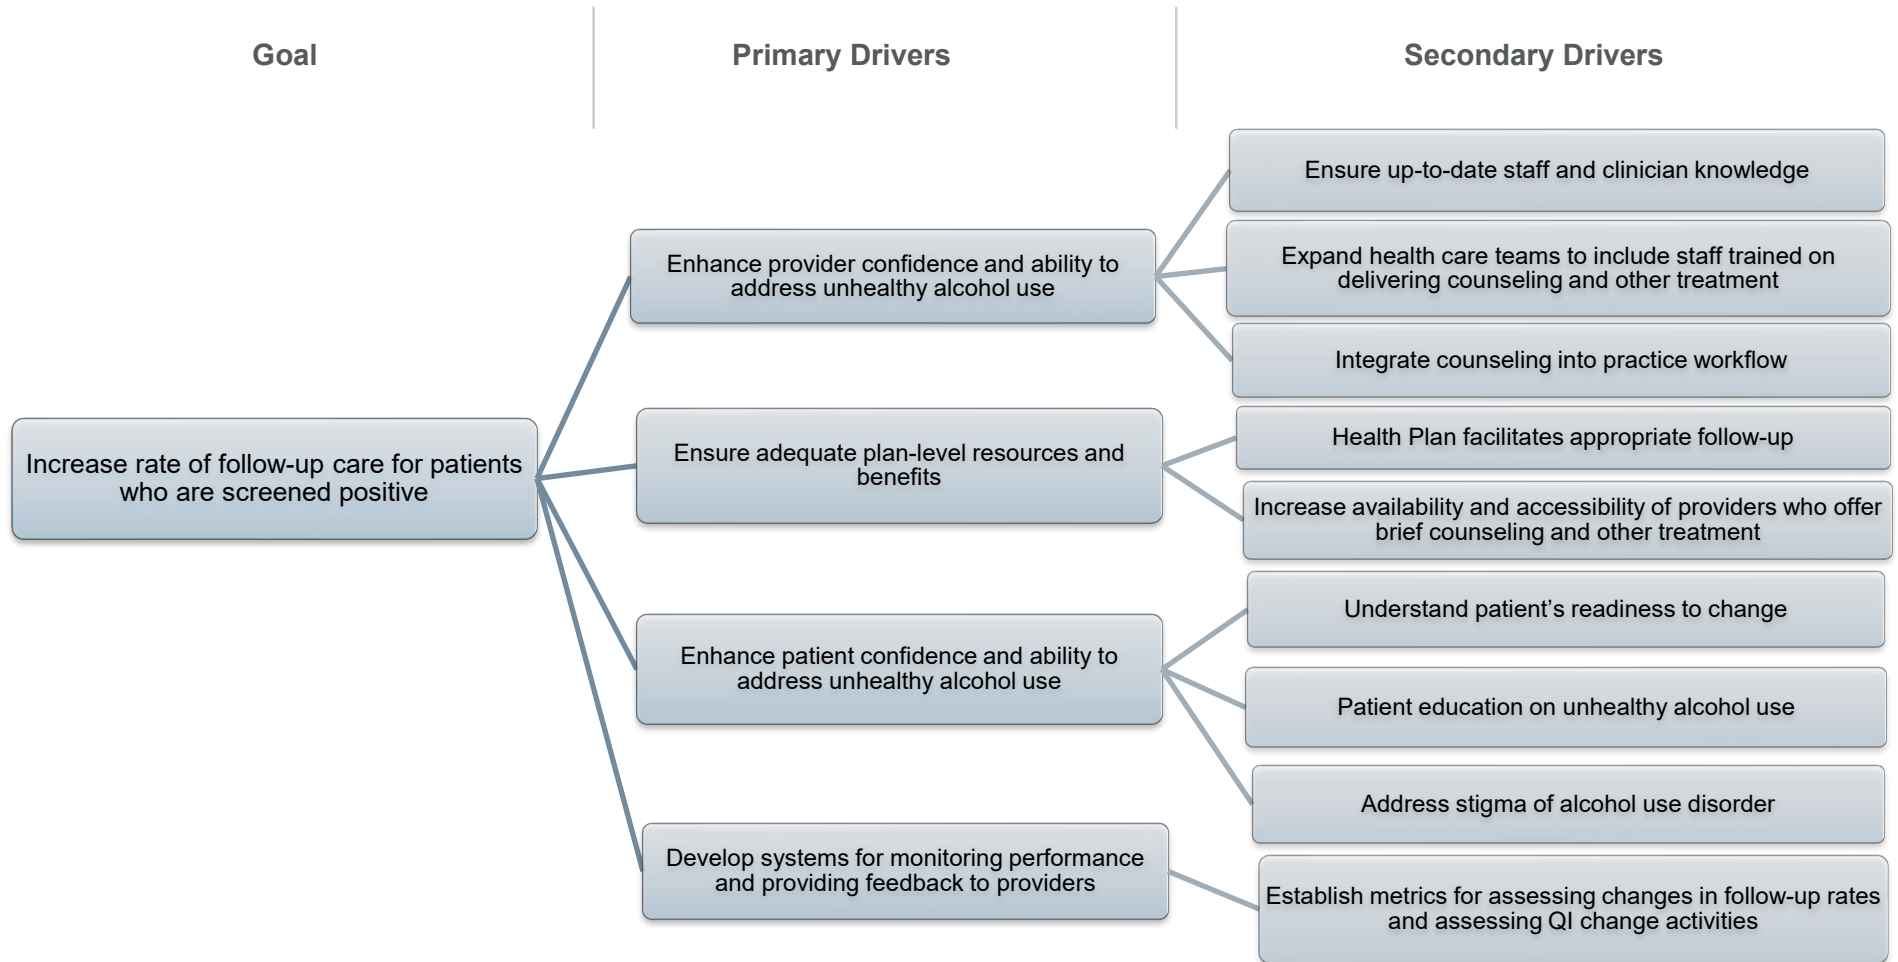 Goal
Primary Drivers
Secondary Drivers
Increase rate of follow-up care for patients
who are screened positive
Enhance provider confidence and ability to
address unhealthy alcohol use
Ensure up-to-date staff and clinician knowledge
Expand health care teams to include staff trained on
delivering counseling and other treatment
Integrate counseling into practice workflow
Ensure adequate plan-level resources and
benefits
Health Plan facilitates appropriate follow-up
Increase availability and accessibility of providers who offer
brief counseling and other treatment
Enhance patient confidence and ability to
address unhealthy alcohol use
Understand patient’s readiness to change
Patient education on unhealthy alcohol use
Address stigma of alcohol use disorder
Develop systems for monitoring performance
and providing feedback to providers
Establish metrics for assessing changes in follow-up rates
and assessing QI change activities